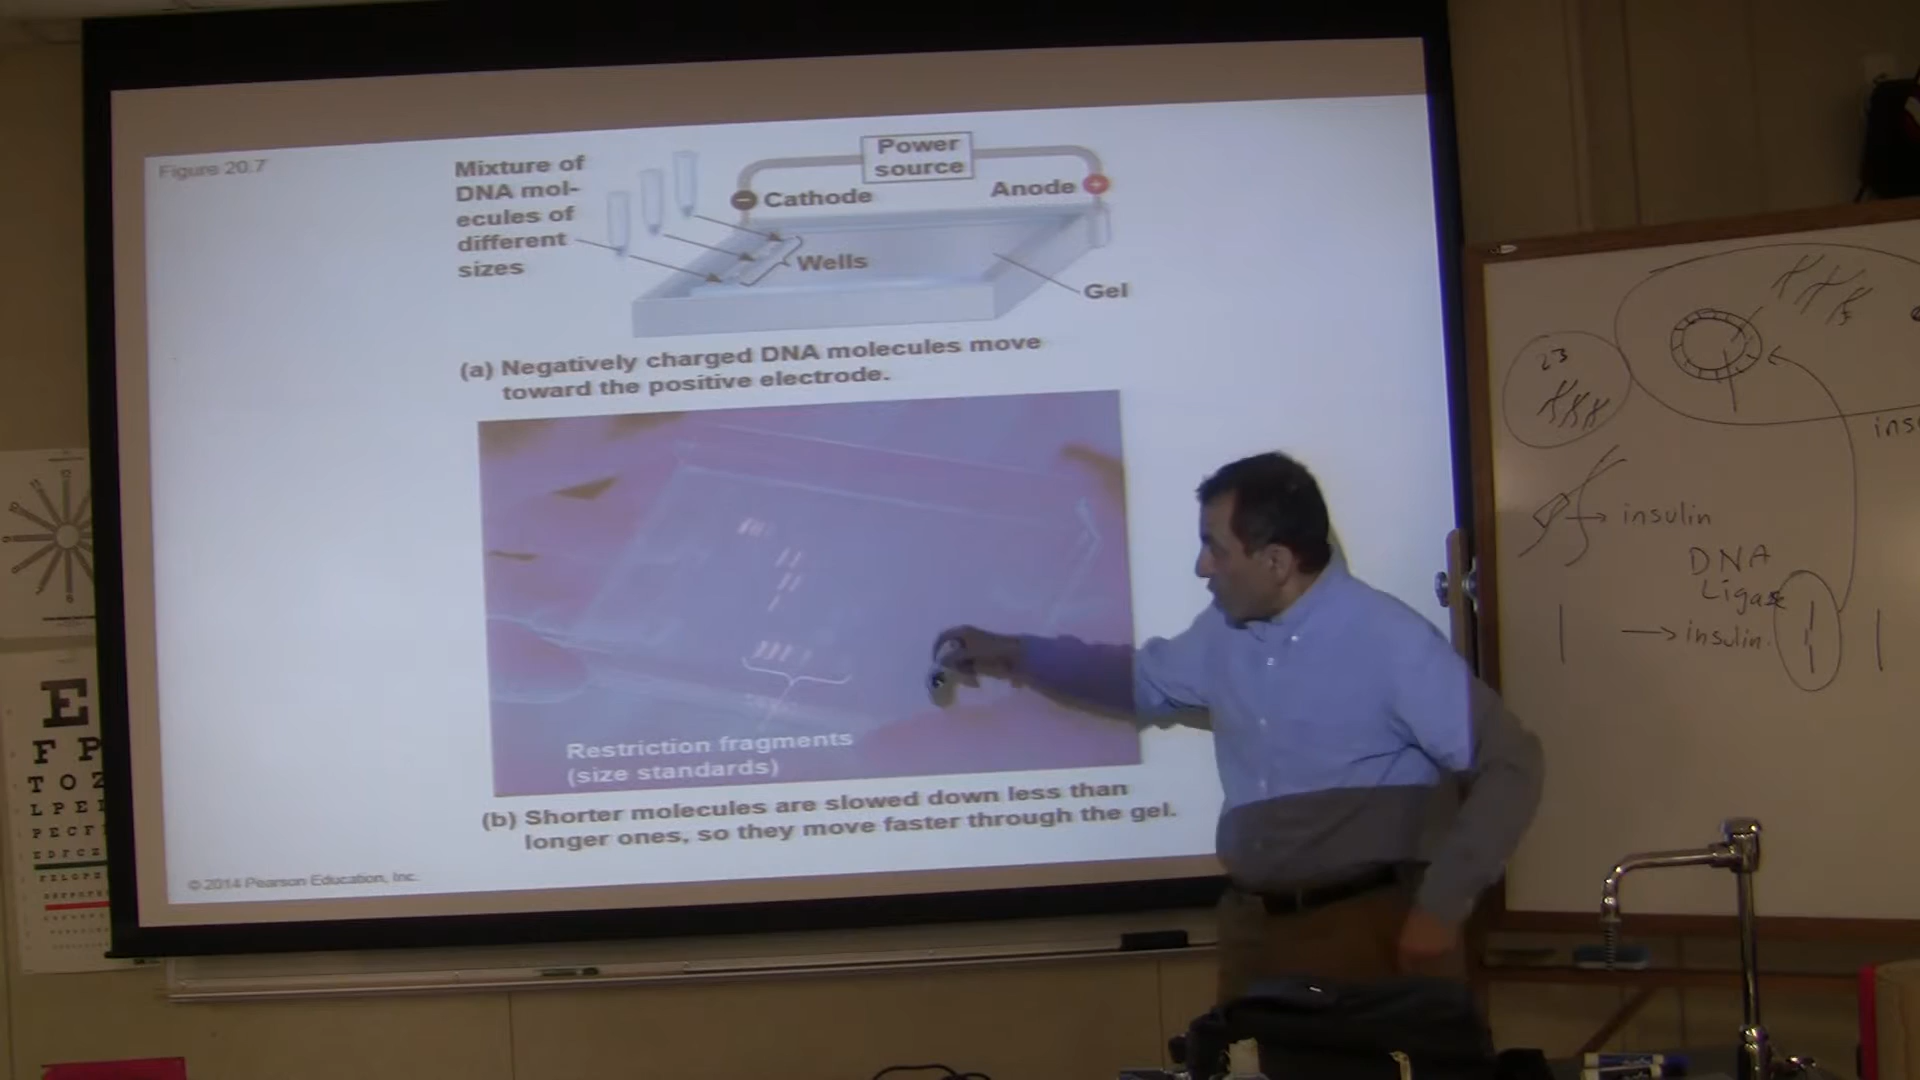 Figure 20.7
Mixture of
DNA mol-
ecules of
different
sizes
Power
source
Cathode
Anode
Wells
Gel
(a) Negatively charged DNA molecules move
toward the positive electrode.
Restriction fragments
(size standards)
(b) Shorter molecules are slowed down less than
longer ones, so they move faster through the gel.
© 2014 Pearson Education, Inc.
23
insulin
DNA
Ligase
insulin
E
F P
T O Z
L P E
P E C F
E D F C Z